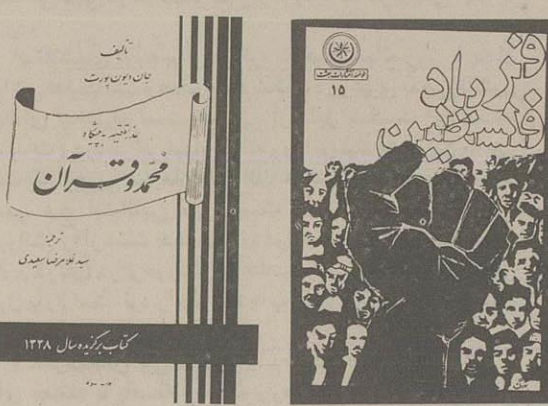 فریاد
فلسطین
۱۵
تألیف
جان دیون پورت
عذر تقصیر به پیشگاه
محمد و قرآن
ترجمهٔ
سید غلامرضا سعیدی
کتاب برگزیده سال ۱۳۳۸